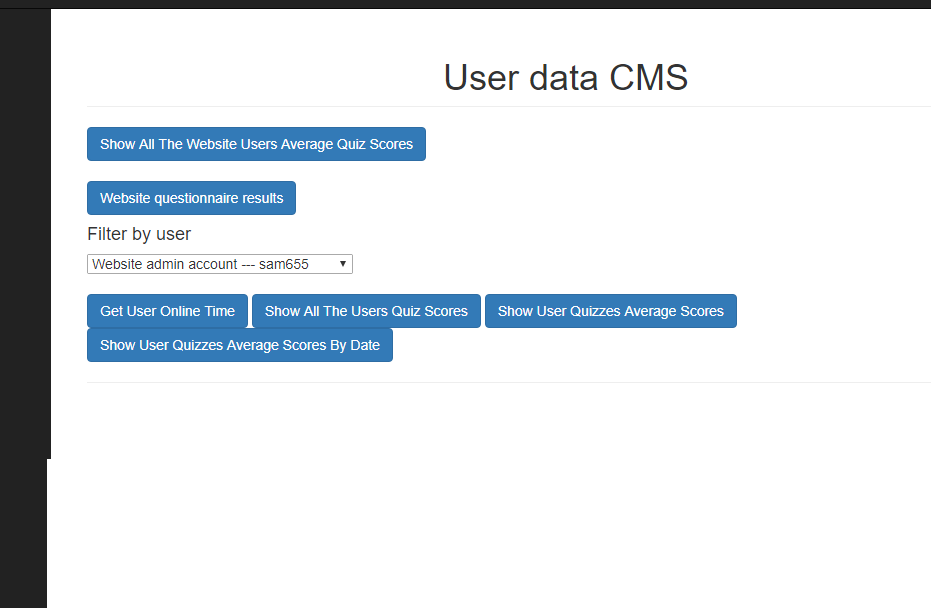 User data CMS
Show All The Website Users Average Quiz Scores
Website questionnaire results
Filter by user
Website admin account --- sam655
Get User Online Time Show All The Users Quiz Scores Show User Quizzes Average Scores
Show User Quizzes Average Scores By Date